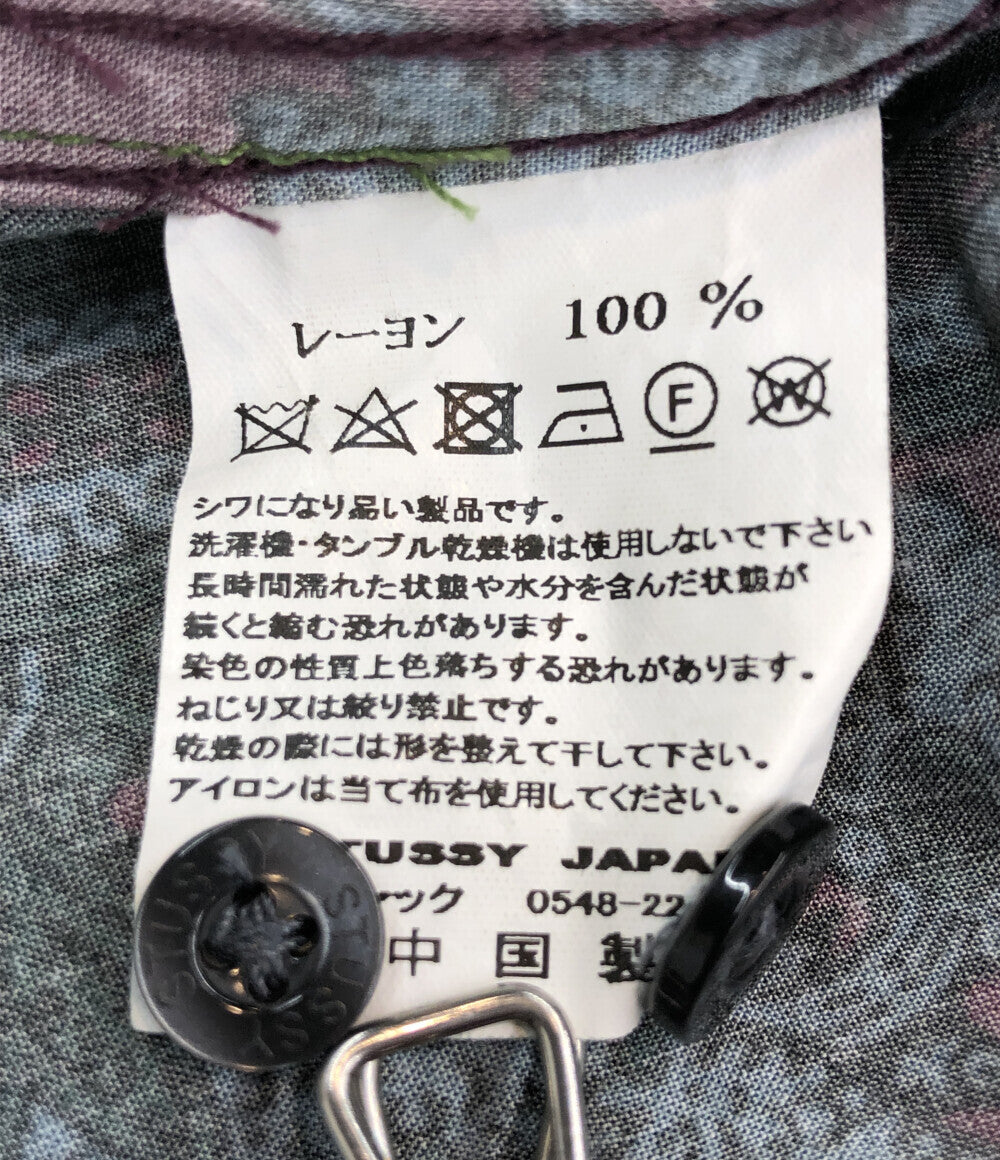 レーヨン 100 %
F W
シワになり易い製品です。
洗濯機・タンブル乾燥機は使用しないで下さい
長時間濡れた状態や水分を含んだ状態が
続くと縮む恐れがあります。
染色の性質上色落ちする恐れがあります。
ねじり又は絞り禁止です。
乾燥の際には形を整えて干して下さい。
アイロンは当て布を使用してください。
TUSSY JAPA
ック 0548-22
中国製
STUSSY
STUS